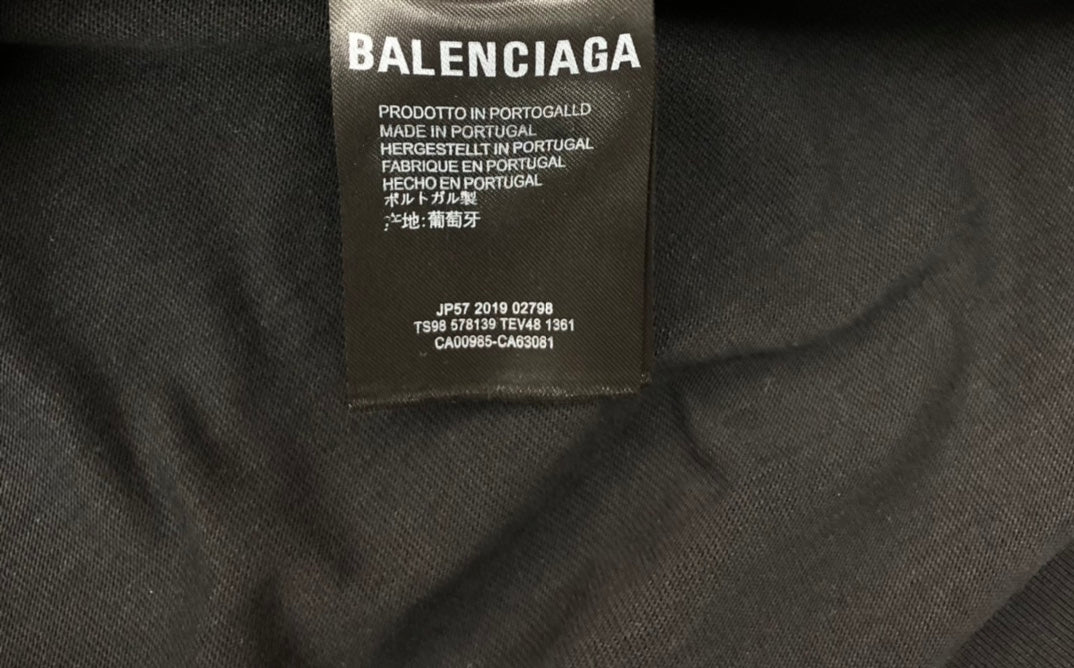 BALENCIAGA
PRODOTTO IN PORTOGALLD
MADE IN PORTUGAL
HERGESTELLT IN PORTUGAL
FABRIQUE EN PORTUGAL
HECHO EN PORTUGAL
ポルトガル製
产地:葡萄牙
JP57 2019 02798
TS98 578139 TEV48 1361
CA00985-CA63081